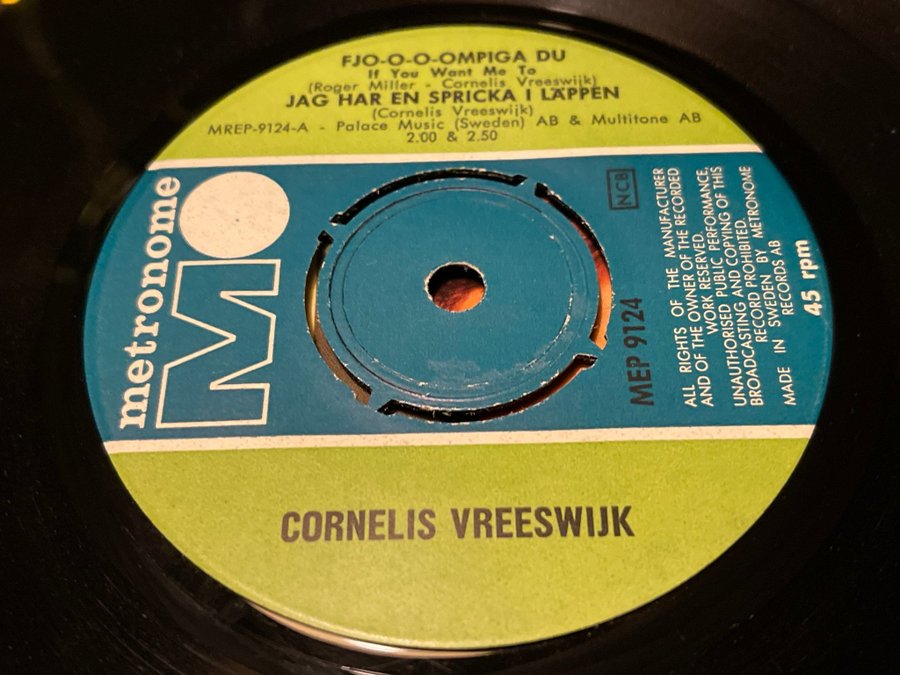 FJO-O-O-OMPIGA DU
If You Want Me To
(Roger Miller - Cornelis Vreeswijk)
JAG HAR EN SPRICKA I LÄPPEN
(Cornelis Vreeswijk)
MREP-9124-A - Palace Music (Sweden) AB & Multitone AB
2.00 & 2.50
metronome
M
NCB
MEP 9124
ALL RIGHTS OF THE MANUFACTURER
AND OF THE OWNER OF THE RECORDED
WORK RESERVED.
UNAUTHORISED PUBLIC PERFORMANCE,
BROADCASTING AND COPYING OF THIS
RECORD PROHIBITED.
MADE IN SWEDEN BY METRONOME
RECORDS AB
45 rpm
CORNELIS VREESWIJK